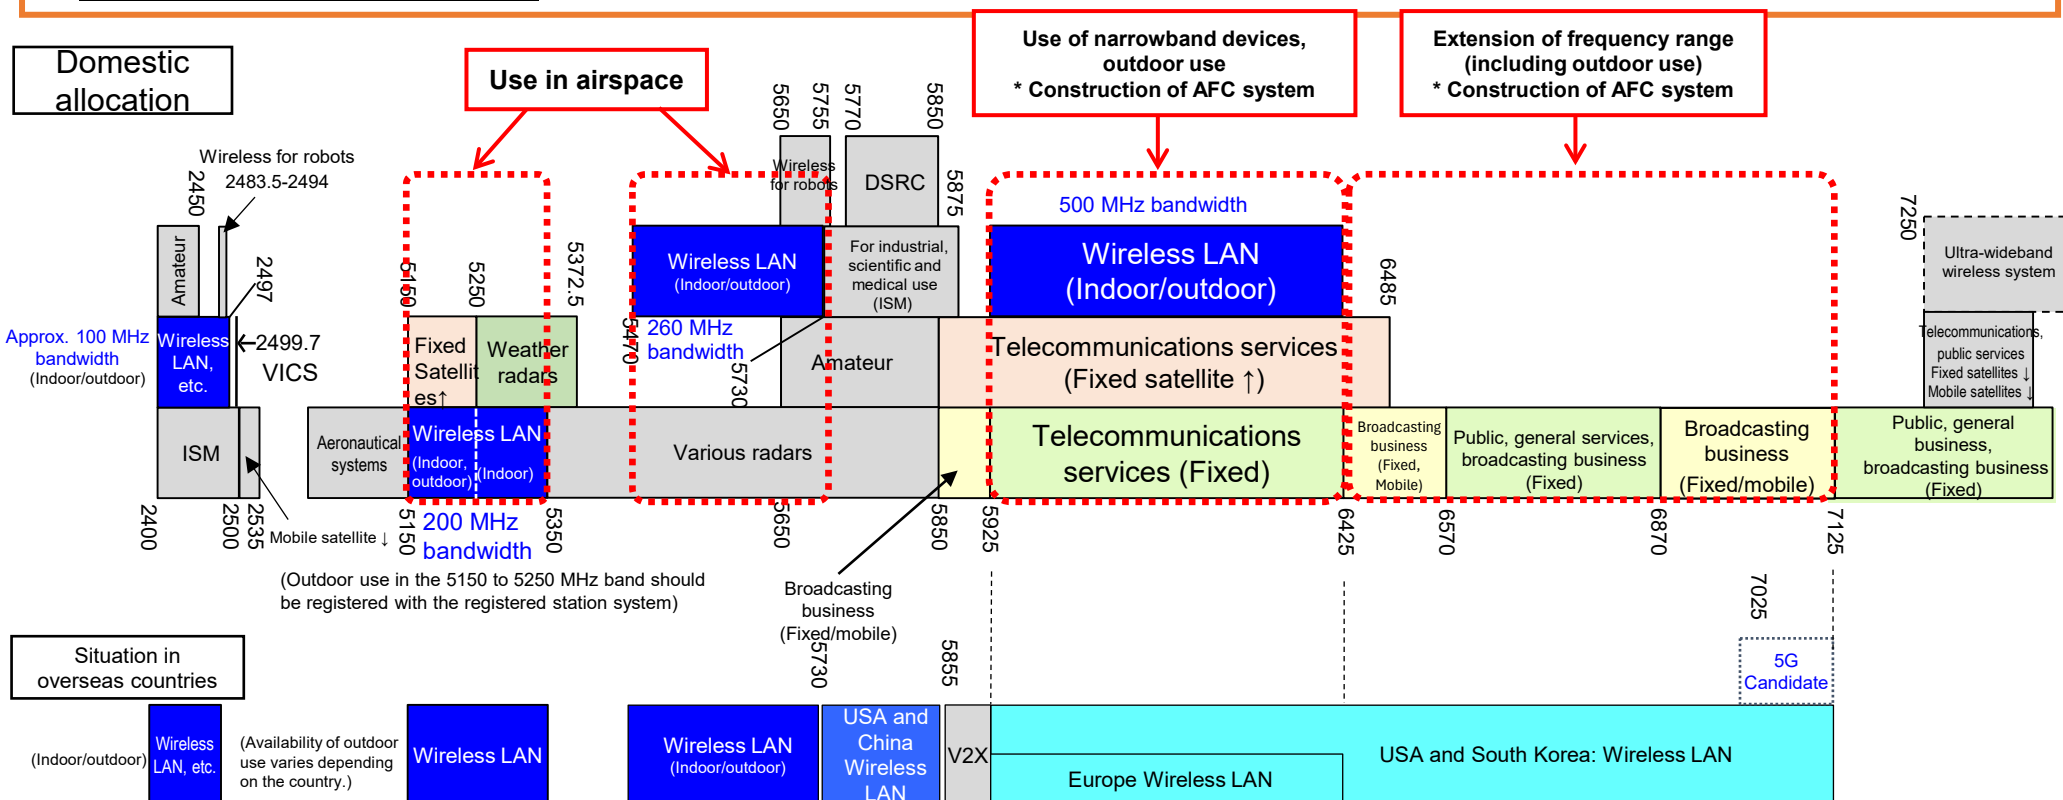 Use of narrowband devices,
outdoor use
* Construction of AFC system
Extension of frequency range
(including outdoor use)
* Construction of AFC system
Domestic
allocation
Use in airspace
5650
5755
5770
5850
Wireless for robots
2483.5-2494
2450
Wireless
for robots
DSRC
5875
500 MHz bandwidth
7250
Amateur
2497
5150
5250
5372.5
Wireless LAN
(Indoor/outdoor)
For industrial,
scientific and
medical use
(ISM)
Wireless LAN
(Indoor/outdoor)
6485
Ultra-wideband
wireless system
Approx. 100 MHz
bandwidth
(Indoor/outdoor)
Wireless
LAN,
etc.
2499.7
VICS
Fixed
Satellit
es↑
Weather
radars
5470
260 MHz
bandwidth
5730
Amateur
Telecommunications services
(Fixed satellite ↑)
Telecommunications,
public services
Fixed satellites ↓
Mobile satellites ↓
ISM
Aeronautical
systems
Wireless LAN
(Indoor,
outdoor)
(Indoor)
Various radars
Telecommunications
services (Fixed)
Broadcasting
business
(Fixed,
Mobile)
Public, general services,
broadcasting business
(Fixed)
Broadcasting
business
(Fixed/mobile)
Public, general
business,
broadcasting business
(Fixed)
2400
2500
2535
Mobile satellite ↓
5150
200 MHz
bandwidth
5350
5650
5850
5925
6425
6570
6870
7125
(Outdoor use in the 5150 to 5250 MHz band should
be registered with the registered station system)
Broadcasting
business
(Fixed/mobile)
7025
Situation in
overseas countries
5730
5855
5G
Candidate
(Indoor/outdoor)
Wireless
LAN, etc.
(Availability of outdoor
use varies depending
on the country.)
Wireless LAN
Wireless LAN
(Indoor/outdoor)
USA and
China
Wireless
LAN
V2X
Europe Wireless LAN
USA and South Korea: Wireless LAN